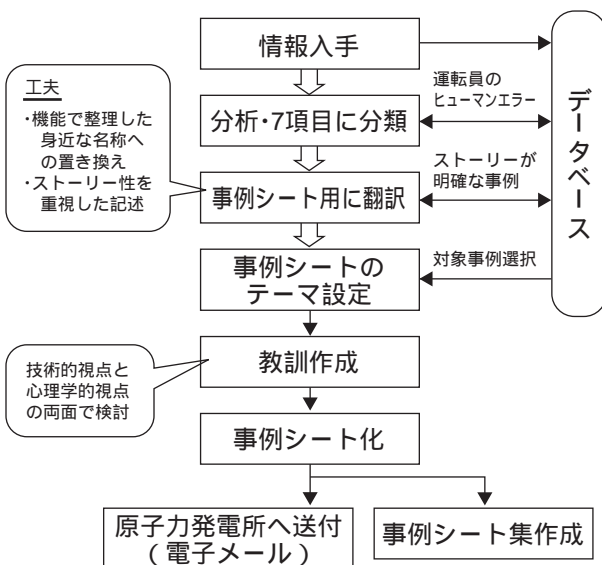 情報入手
工夫
・機能で整理した
身近な名称へ
の置き換え
・ストーリー性を
重視した記述
運転員の
ヒューマンエラー
分析・7項目に分類
ストーリーが
明確な事例
事例シート用に翻訳
データベース
対象事例選択
事例シートの
テーマ設定
技術的視点と
心理学的視点
の両面で検討
教訓作成
事例シート化
原子力発電所へ送付
(電子メール)
事例シート集作成